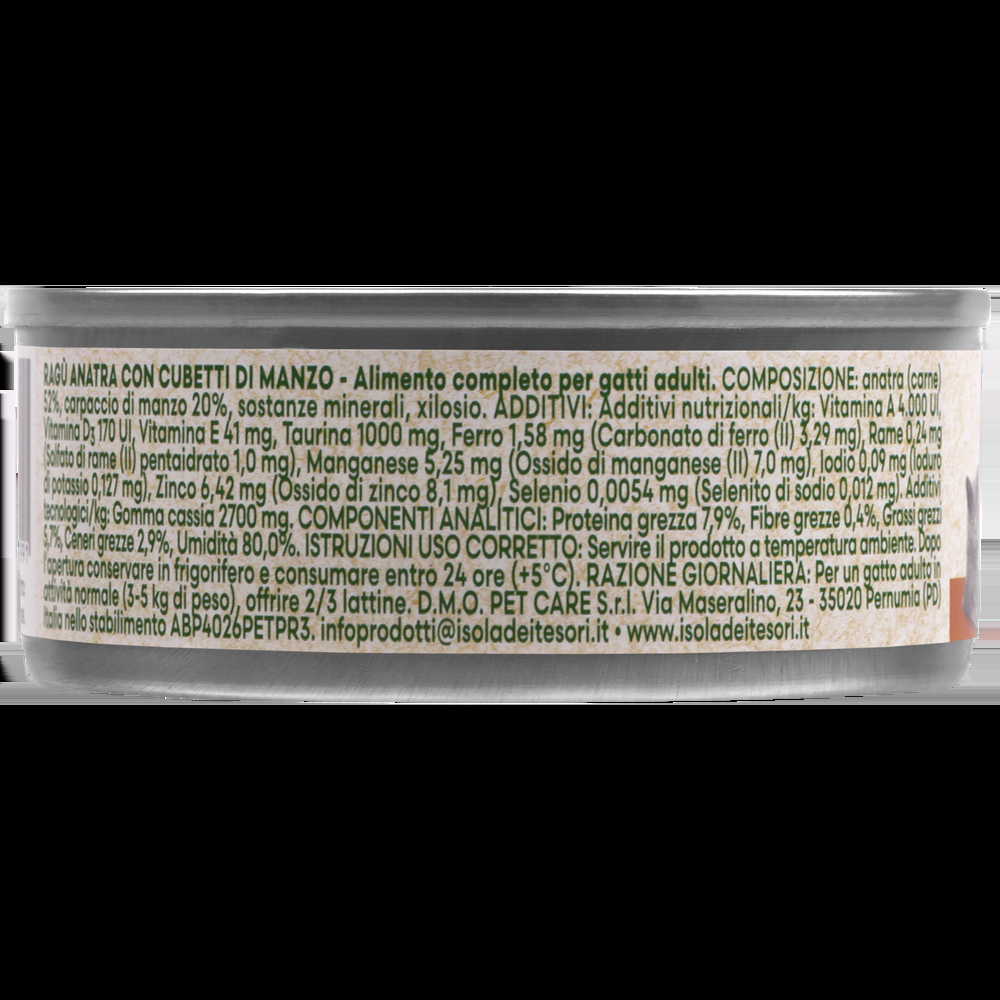 RAGÙ ANATRA CON CUBETTI DI MANZO - Alimento completo per gatti adulti. COMPOSIZIONE: anatra (carne)
52%, carpaccio di manzo 20%, sostanze minerali, xilosio. ADDITIVI: Additivi nutrizionali/kg: Vitamina A 4.000 UI,
Vitamina D3 170 UI, Vitamina E 41 mg, Taurina 1000 mg, Ferro 1,58 mg (Carbonato di ferro (II) 3,29 mg), Rame 0,24 mg
(Solfato di rame (II) pentaidrato 1,0 mg), Manganese 5,25 mg (Ossido di manganese (II) 7,0 mg), Iodio 0,09 mg (Ioduro
di potassio 0,127 mg), Zinco 6,42 mg (Ossido di zinco 8,1 mg), Selenio 0,0054 mg (Selenito di sodio 0,012 mg). Additivi
tecnologici/kg: Gomma cassia 2700 mg. COMPONENTI ANALITICI: Proteina grezza 7,9%, Fibre grezze 0,4%, Grassi grezzi
Ceneri grezze 2,9%, Umidità 80,0%. ISTRUZIONI USO CORRETTO: Servire il prodotto a temperatura ambiente. Dopo
l'apertura conservare in frigorifero e consumare entro 24 ore (+5°C). RAZIONE GIORNALIERA: Per un gatto adulto in
attività normale (3-5 kg di peso), offrire 2/3 lattine. D.M.O. PET CARE S.r.l. Via Maseralino, 23 - 35020 Pernumia (PD)
Italia nello stabilimento ABP4026PETPR3. infoprodotti@isoladeitesori.it • www.isoladeitesori.it